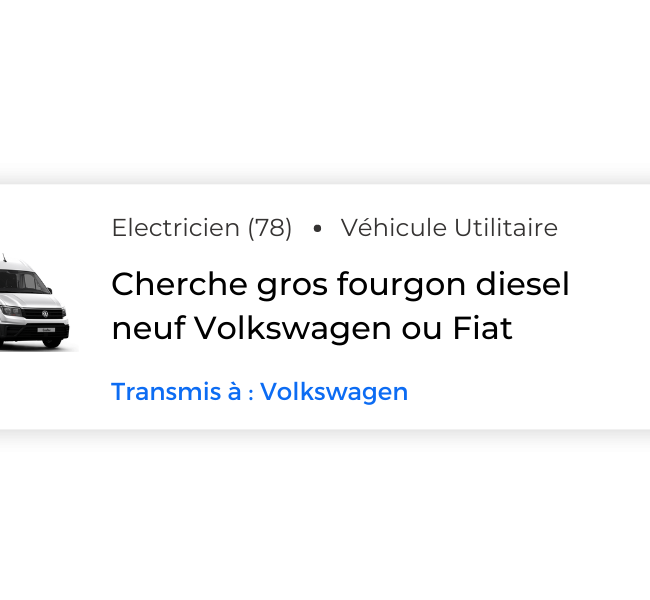 Electricien (78) • Véhicule Utilitaire
Cherche gros fourgon diesel
neuf Volkswagen ou Fiat
Transmis à : Volkswagen